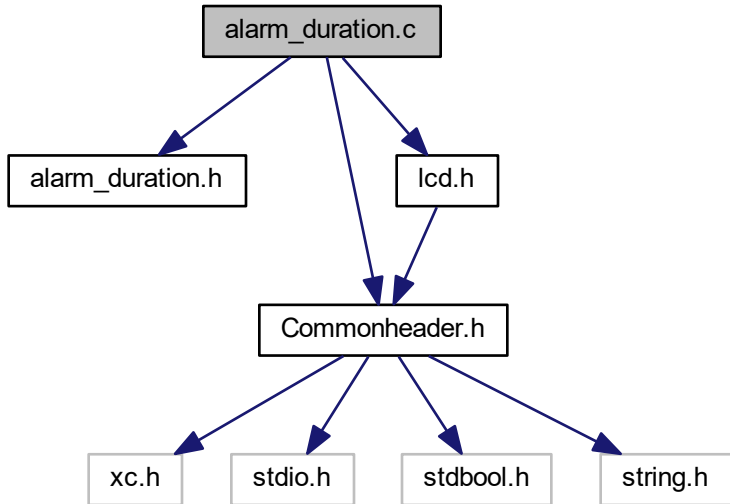 alarm_duration.c
alarm_duration.h
lcd.h
Commonheader.h
xc.h
stdio.h
stdbool.h
string.h